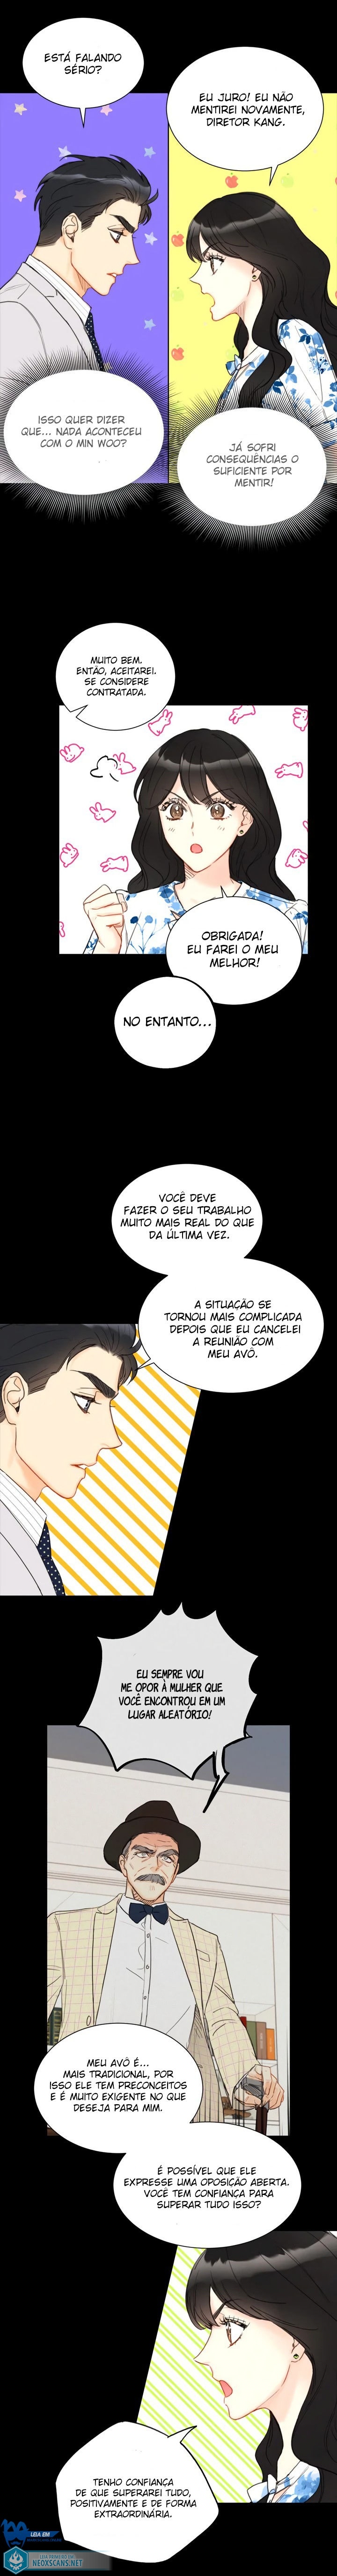 ESTÁ FALANDO
SÉRIO?
EU JURO! EU NÃO
MENTIREI NOVAMENTE,
DIRETOR KANG.
ISSO QUER DIZER
QUE... NADA ACONTECEU
COM O MIN WOO?
JÁ SOFRI
CONSEQUÊNCIAS O
SUFICIENTE POR
MENTIR!
MUITO BEM.
ENTÃO, ACEITAREI.
SE CONSIDERE
CONTRATADA.
OBRIGADA!
EU FAREI O MEU
MELHOR!
NO ENTANTO...
VOCÊ DEVE
FAZER O SEU TRABALHO
MUITO MAIS REAL DO QUE
DA ÚLTIMA VEZ.
A SITUAÇÃO SE
TORNOU MAIS COMPLICADA
DEPOIS QUE EU CANCELEI
A REUNIÃO COM
MEU AVÔ.
EU SEMPRE VOU
ME OPOR À MULHER QUE
VOCÊ ENCONTROU EM UM
LUGAR ALEATÓRIO!
MEU AVÔ É...
MAIS TRADICIONAL, POR
ISSO ELE TEM PRECONCEITOS
E É MUITO EXIGENTE NO QUE
DESEJA PARA MIM.
É POSSÍVEL QUE ELE
EXPRESSE UMA OPOSIÇÃO ABERTA.
VOCÊ TEM CONFIANÇA PARA
SUPERAR TUDO ISSO?
TENHO CONFIANÇA
DE QUE SUPERAREI TUDO,
POSITIVAMENTE E DE FORMA
EXTRAORDINÁRIA.
LEIA EM
NEOXSCANS.NET